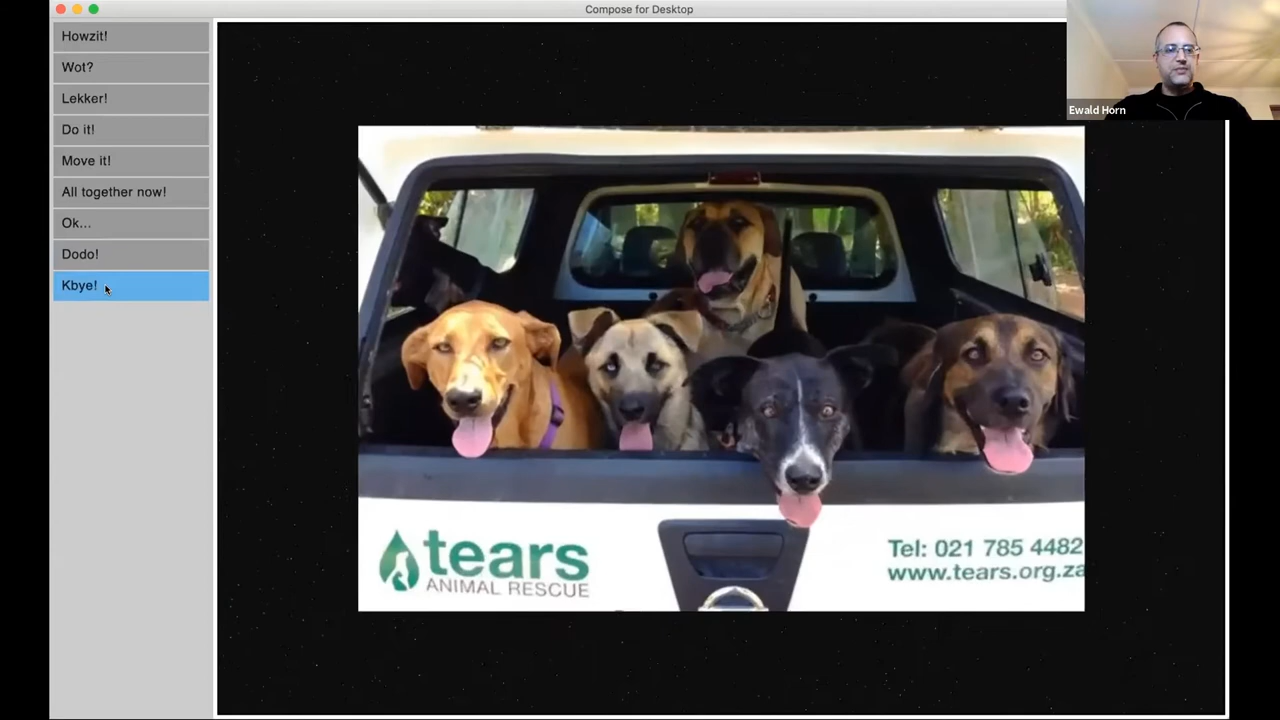 Compose for Desktop
Howzit!
Wot?
Lekker!
Do it!
Move it!
All together now!
Ok...
Dodo!
Kbye!
Ewald Horn
tears
ANIMAL RESCUE
Tel: 021 785 4482
www.tears.org.za